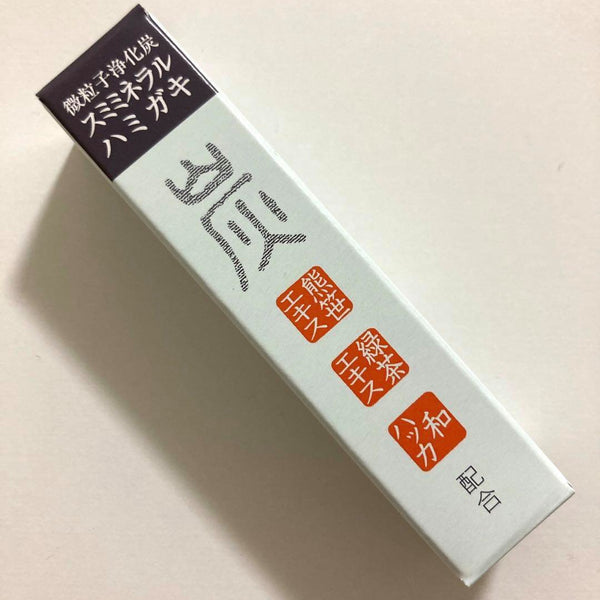 微粒子浄化炭
スミミネラル
ハミガキ
炭
熊笹
エキス
緑茶
エキス
和
ハッカ
配合